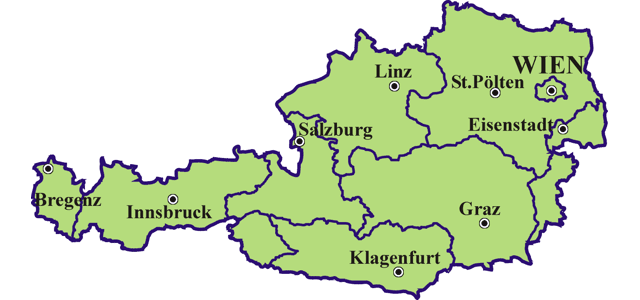 WIEN
Linz
St.Pölten
Eisenstadt
Salzburg
Bregenz
Innsbruck
Graz
Klagenfurt